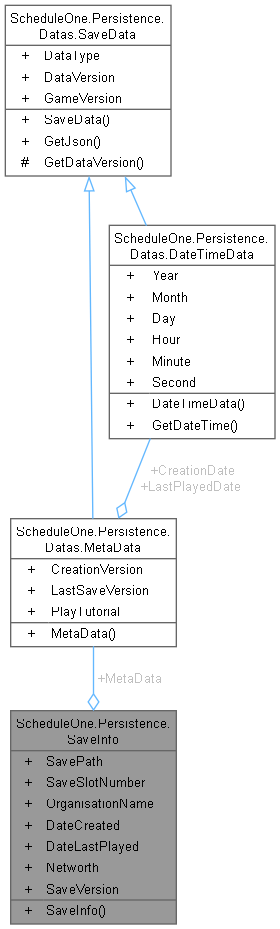 ScheduleOne.Persistence.
Datas.SaveData
+ DataType
+ DataVersion
+ GameVersion
+ SaveData()
+ GetJson()
# GetDataVersion()
ScheduleOne.Persistence.
Datas.DateTimeData
+ Year
+ Month
+ Day
+ Hour
+ Minute
+ Second
+ DateTimeData()
+ GetDateTime()
+CreationDate
+LastPlayedDate
ScheduleOne.Persistence.
Datas.MetaData
+ CreationVersion
+ LastSaveVersion
+ PlayTutorial
+ MetaData()
+MetaData
ScheduleOne.Persistence.
SaveInfo
+ SavePath
+ SaveSlotNumber
+ OrganisationName
+ DateCreated
+ DateLastPlayed
+ Networth
+ SaveVersion
+ SaveInfo()